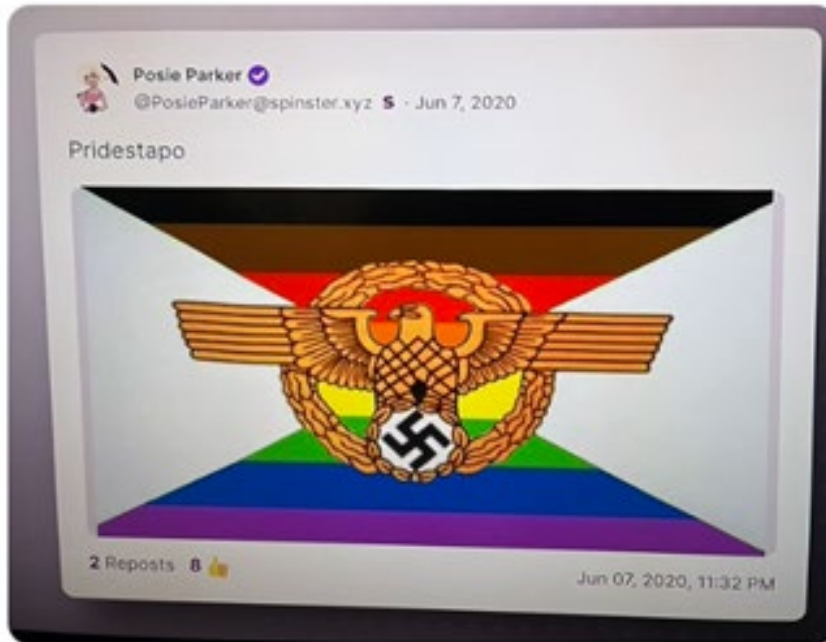 Posie Parker
@PosieParker@spinster.xyz S · Jun 7, 2020
Pridestapo
2 Reposts 8 👍
Jun 07, 2020, 11:32 PM